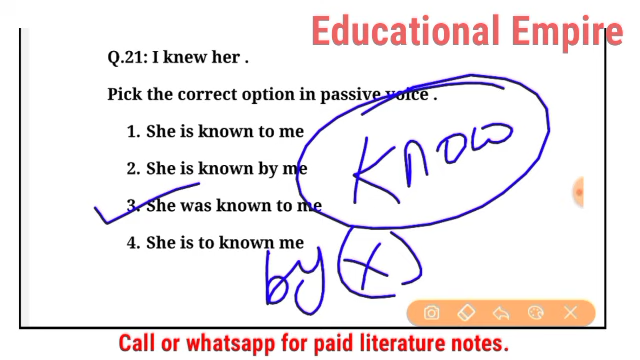 Educational Empire
Q.21: I knew her .
Pick the correct option in passive voice .
1. She is known to me
2. She is known by me
3. She was known to me
4. She is to known me
Know
by (x)
Call or whatsapp for paid literature notes.